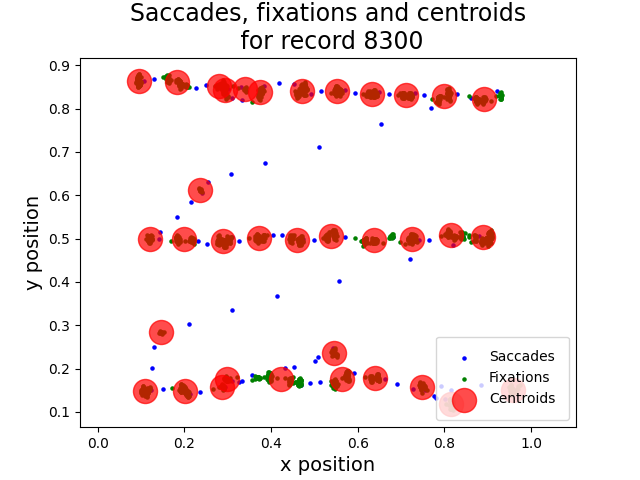 Saccades, fixations and centroids
for record 8300
0.9
0.8
0.7
0.6
0.5
0.4
0.3
0.2
0.1
y position
Saccades
Fixations
Centroids
0.0 0.2 0.4 0.6 0.8 1.0
x position